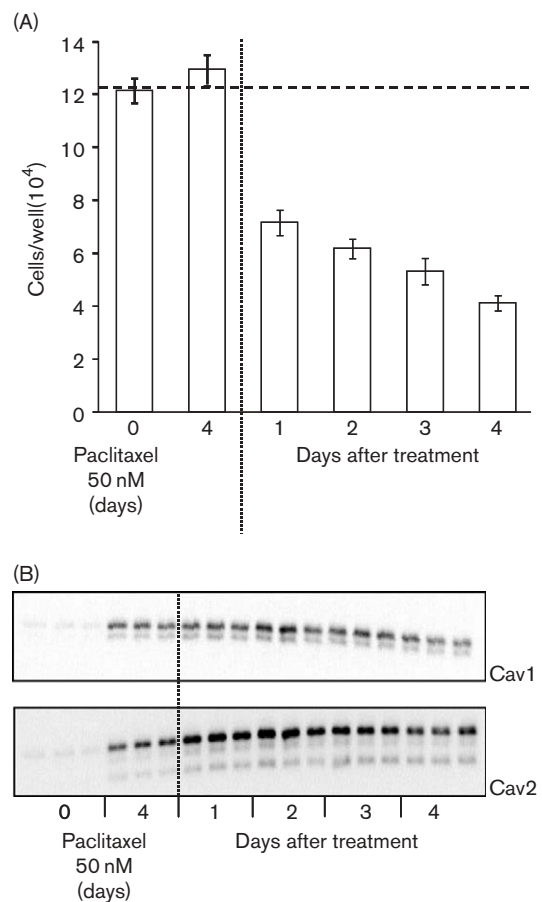 (A)
14
12
10
8
6
4
2
0
Cells/well(10⁴)
0 4 1 2 3 4
Paclitaxel
50 nM
(days)
Days after treatment
(B)
Cav1
Cav2
0 4 1 2 3 4
Paclitaxel
50 nM
(days)
Days after treatment